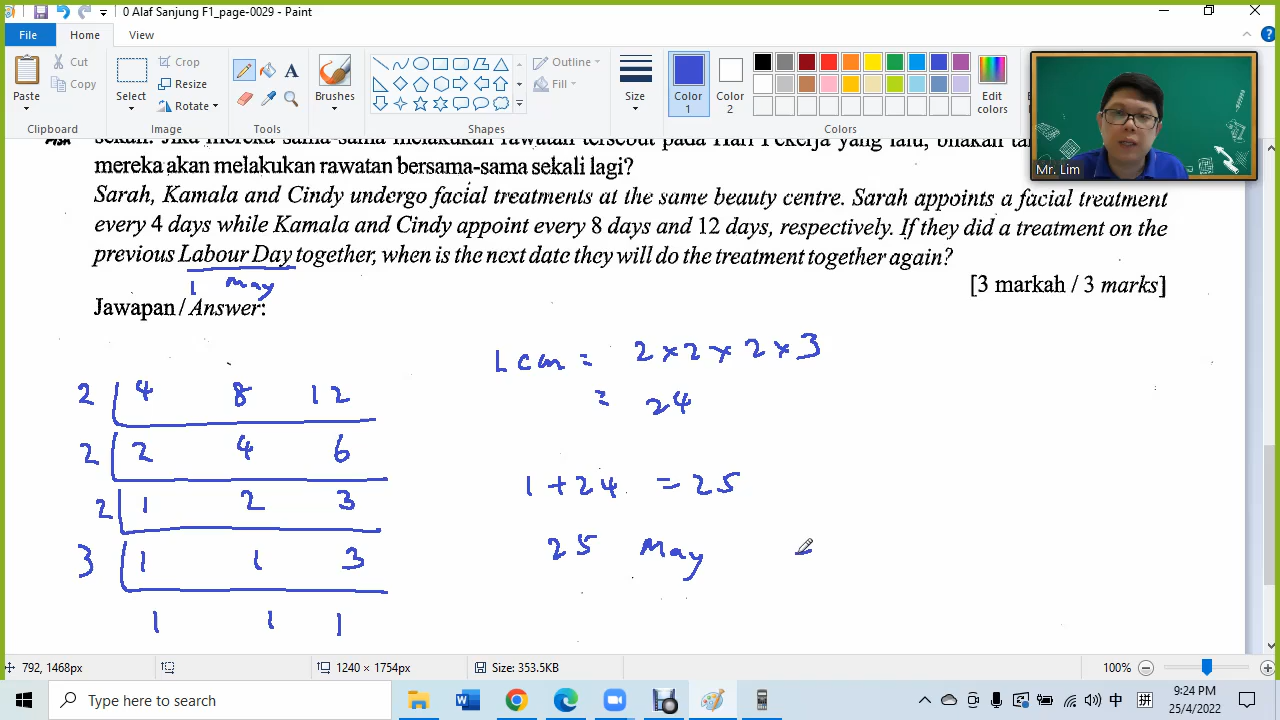 0 Alaf Sanjung F1_page-0029 - Paint
File Home View
Paste Cut Copy Clipboard
Select Crop Resize Rotate Image
Tools
Brushes
Shapes
Outline Fill
Size
Color 1 Color 2 Edit colors Colors
Mr. Lim
mereka akan melakukan rawatan bersama-sama sekali lagi?
Sarah, Kamala and Cindy undergo facial treatments at the same beauty centre. Sarah appoints a facial treatment
every 4 days while Kamala and Cindy appoint every 8 days and 12 days, respectively. If they did a treatment on the
previous Labour Day together, when is the next date they will do the treatment together again?
1 May
[3 markah / 3 marks]
Jawapan / Answer:
Lcm = 2 × 2 × 2 × 3
= 24
1 + 24 = 25
25 May
2 4 8 12
2 2 4 6
2 1 2 3
3 1 1 3
1 1 1
792, 1468px 1240 × 1754px Size: 353.5KB 100%
Type here to search
中 拼 9:24 PM
25/4/2022